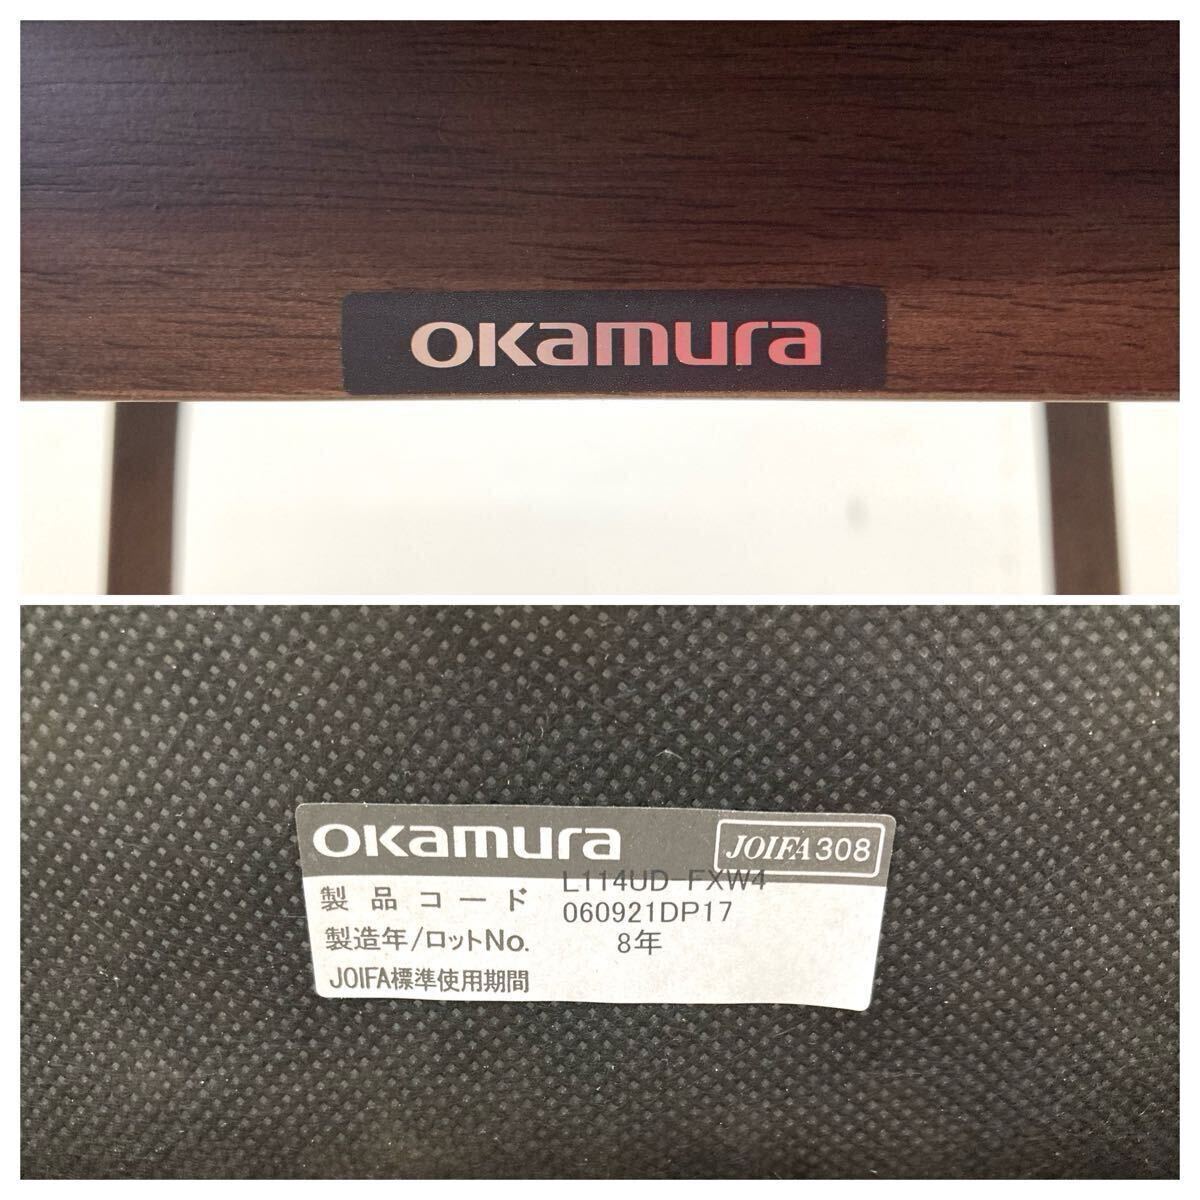 okamura
okamura JOIFA308
製品コード L114UD-FXW4
製造年/ロットNo. 060921DP17
JOIFA標準使用期間 8年